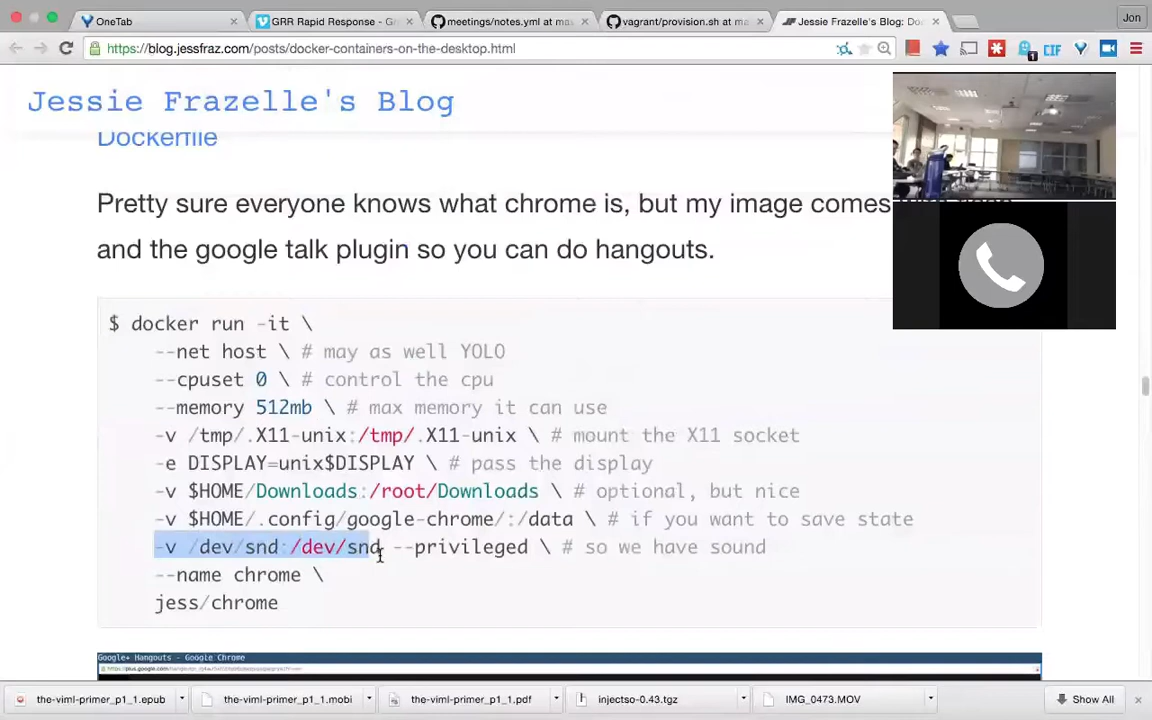 OneTab
GRR Rapid Response -
meetings/notes.yml at ma
vagrant/provision.sh at ma
Jessie Frazelle's Blog: Do
Jon
https://blog.jessfraz.com/posts/docker-containers-on-the-desktop.html
1
CIF
Jessie Frazelle's Blog
Dockerfile
Pretty sure everyone knows what chrome is, but my image comes
and the google talk plugin so you can do hangouts.
$ docker run -it \
--net host \ # may as well YOLO
--cpuset 0 \ # control the cpu
--memory 512mb \ # max memory it can use
-v /tmp/.X11-unix:/tmp/.X11-unix \ # mount the X11 socket
-e DISPLAY=unix$DISPLAY \ # pass the display
-v $HOME/Downloads:/root/Downloads \ # optional, but nice
-v $HOME/.config/google-chrome/:/data \ # if you want to save state
-v /dev/snd:/dev/snd --privileged \ # so we have sound
--name chrome \
jess/chrome
Google+ Hangouts - Google Chrome
the-viml-primer_p1_1.epub
the-viml-primer_p1_1.mobi
the-viml-primer_p1_1.pdf
injectso-0.43.tgz
IMG_0473.MOV
Show All